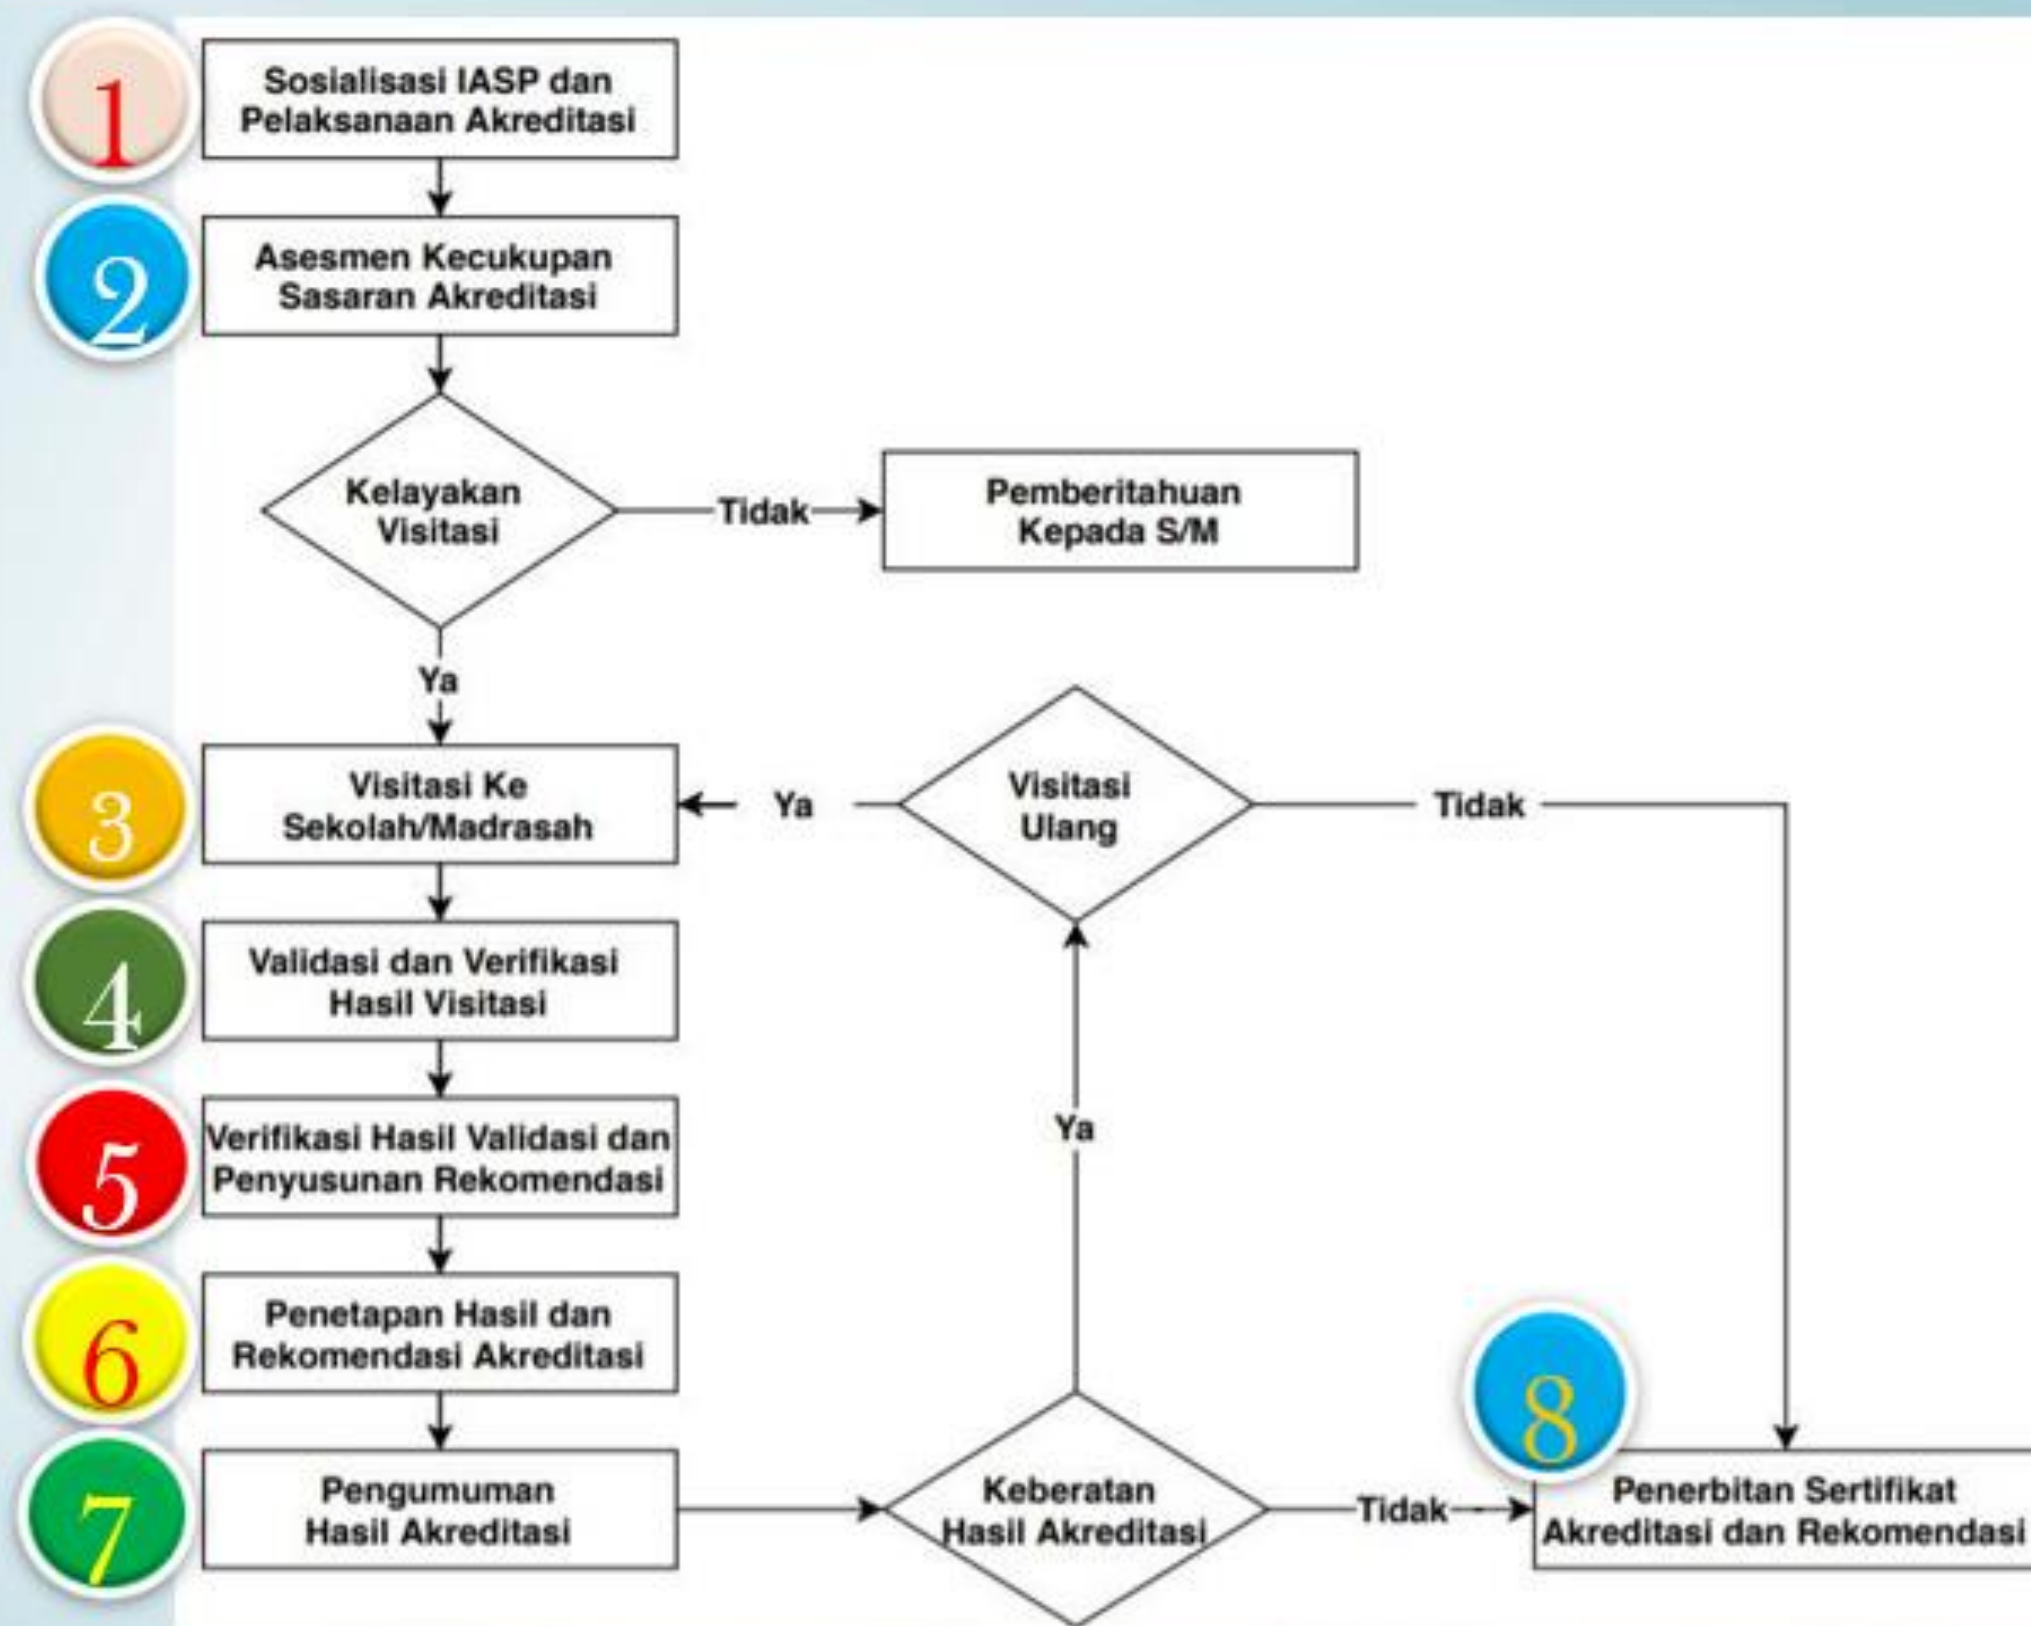 1
Sosialisasi IASP dan
Pelaksanaan Akreditasi
2
Asesmen Kecukupan
Sasaran Akreditasi
Kelayakan
Visitasi
Tidak
Pemberitahuan
Kepada S/M
Ya
3
Visitasi Ke
Sekolah/Madrasah
Ya
Visitasi
Ulang
Tidak
4
Validasi dan Verifikasi
Hasil Visitasi
5
Verifikasi Hasil Validasi dan
Penyusunan Rekomendasi
Ya
6
Penetapan Hasil dan
Rekomendasi Akreditasi
7
Pengumuman
Hasil Akreditasi
Keberatan
Hasil Akreditasi
Tidak
8
Penerbitan Sertifikat
Akreditasi dan Rekomendasi